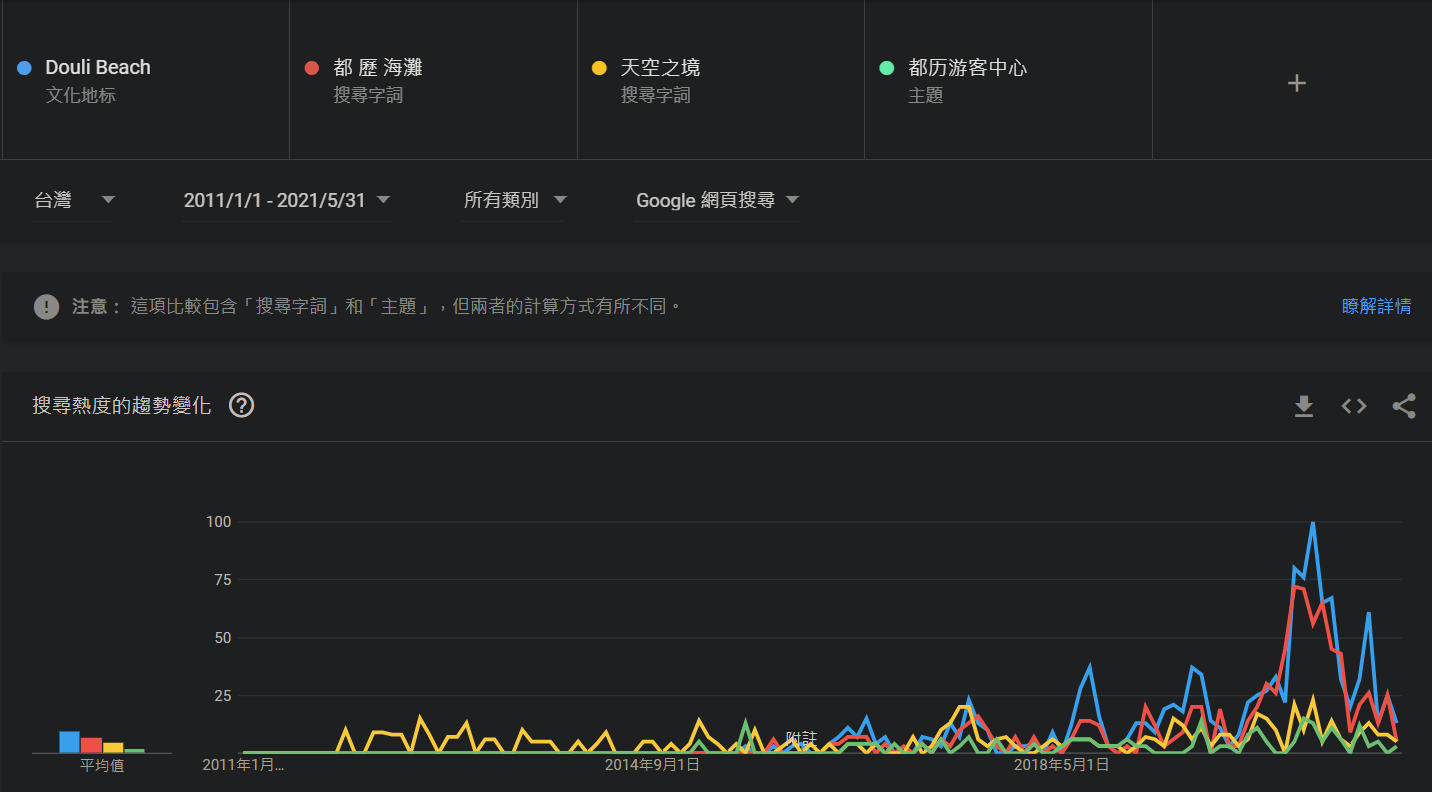 Douli Beach
文化地标
都 歷 海灘
搜尋字詞
天空之境
搜尋字詞
都历游客中心
主題
台灣
2011/1/1 - 2021/5/31
所有類別
Google 網頁搜尋
注意： 這項比較包含「搜尋字詞」和「主題」，但兩者的計算方式有所不同。
瞭解詳情
搜尋熱度的趨勢變化
100
75
50
25
附註
平均值
2011年1月…
2014年9月1日
2018年5月1日